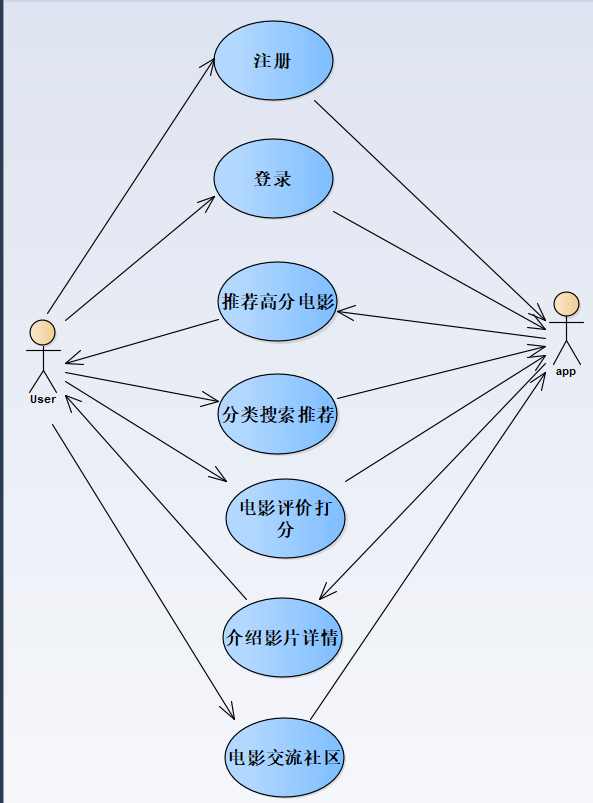 注册
登录
推荐高分电影
User
app
分类搜索推荐
电影评价打
分
介绍影片详情
电影交流社区